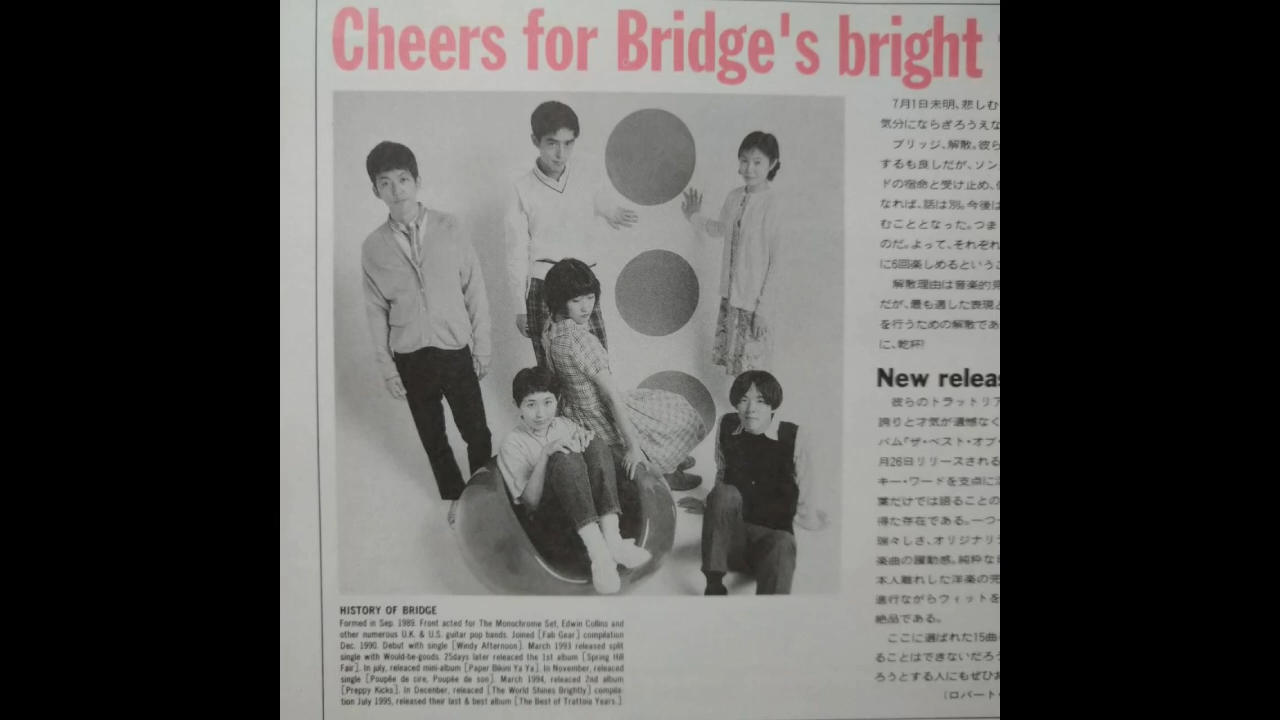 Cheers for Bridge's bright
7月1日未明、悲しむ
気分にならざろうえな
ブリッジ、解散。彼ら
するも良しだが、ソン
ドの宿命と受け止め、
なれば、話は別。今後は
むこととなった。つま
のだ。よって、それぞれ
に6回楽しめるというこ
解散理由は音楽的
だが、最も適した表現
を行うための解散であ
に、乾杯!
New relea
彼らのトラットリア
誇りと才気が遺憾なく
バム「ザ・ベスト・オブ・
月26日リリースされる
キー・ワードを支点に
葉だけでは語ることの
得た存在である。一つ一
瑞々しさ、オリジナリ
楽曲の躍動感。純粋な
本人離れした洋楽の完
進行ながらウィットを
絶品である。
ここに選ばれた15曲
ることはできないだろう
ろうとする人にもぜひお
(ロバート・
HISTORY OF BRIDGE
Formed in Sep. 1989. Front acted for The Monochrome Set, Edwin Collins and
other numerous U.K. & U.S. guitar pop bands. Joined [Fab Gear] compilation
Dec. 1990. Debut with single [Windy Afternoon]. March 1993 released split
single with Would-be-goods. 25days later released the 1st album [Spring Hill
Fair]. In july, released mini-album [Paper Bikini Ya Ya]. In November, released
single [Poupée de cire, Poupée de son]. March 1994, released 2nd album
[Preppy Kicks]. In December, released [The World Shines Brightly] compila-
tion July 1995, released their last & best album [The Best of Trattoia Years.]